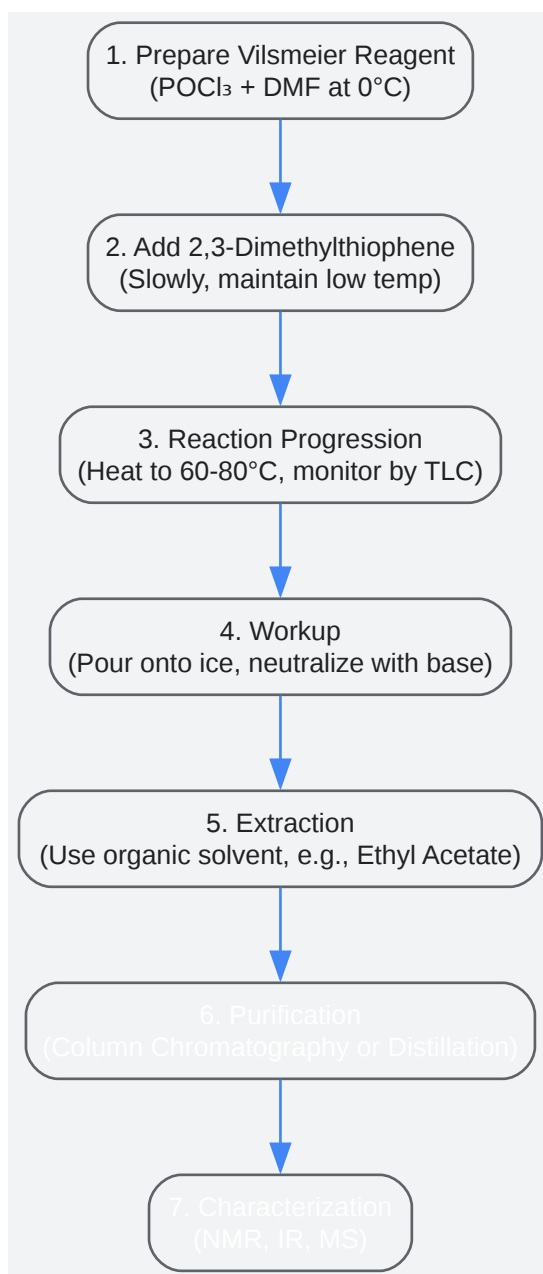 1. Prepare Vilsmeier Reagent
(POCl₃ + DMF at 0°C)
2. Add 2,3-Dimethylthiophene
(Slowly, maintain low temp)
3. Reaction Progression
(Heat to 60-80°C, monitor by TLC)
4. Workup
(Pour onto ice, neutralize with base)
5. Extraction
(Use organic solvent, e.g., Ethyl Acetate)
6. Purification
(Column Chromatography or Distillation)
7. Characterization
(NMR, IR, MS)